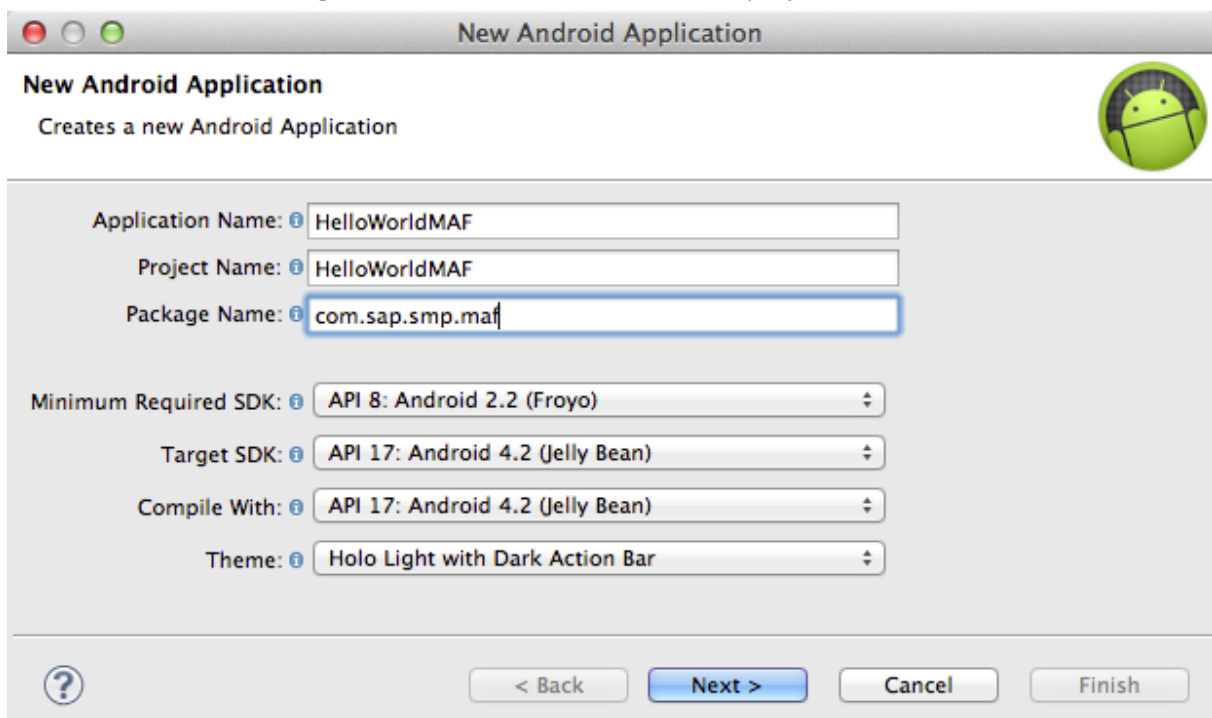 New Android Application
New Android Application
Creates a new Android Application
Application Name: HelloWorldMAF
Project Name: HelloWorldMAF
Package Name: com.sap.smp.maf
Minimum Required SDK: API 8: Android 2.2 (Froyo)
Target SDK: API 17: Android 4.2 (Jelly Bean)
Compile With: API 17: Android 4.2 (Jelly Bean)
Theme: Holo Light with Dark Action Bar
? < Back Next > Cancel Finish